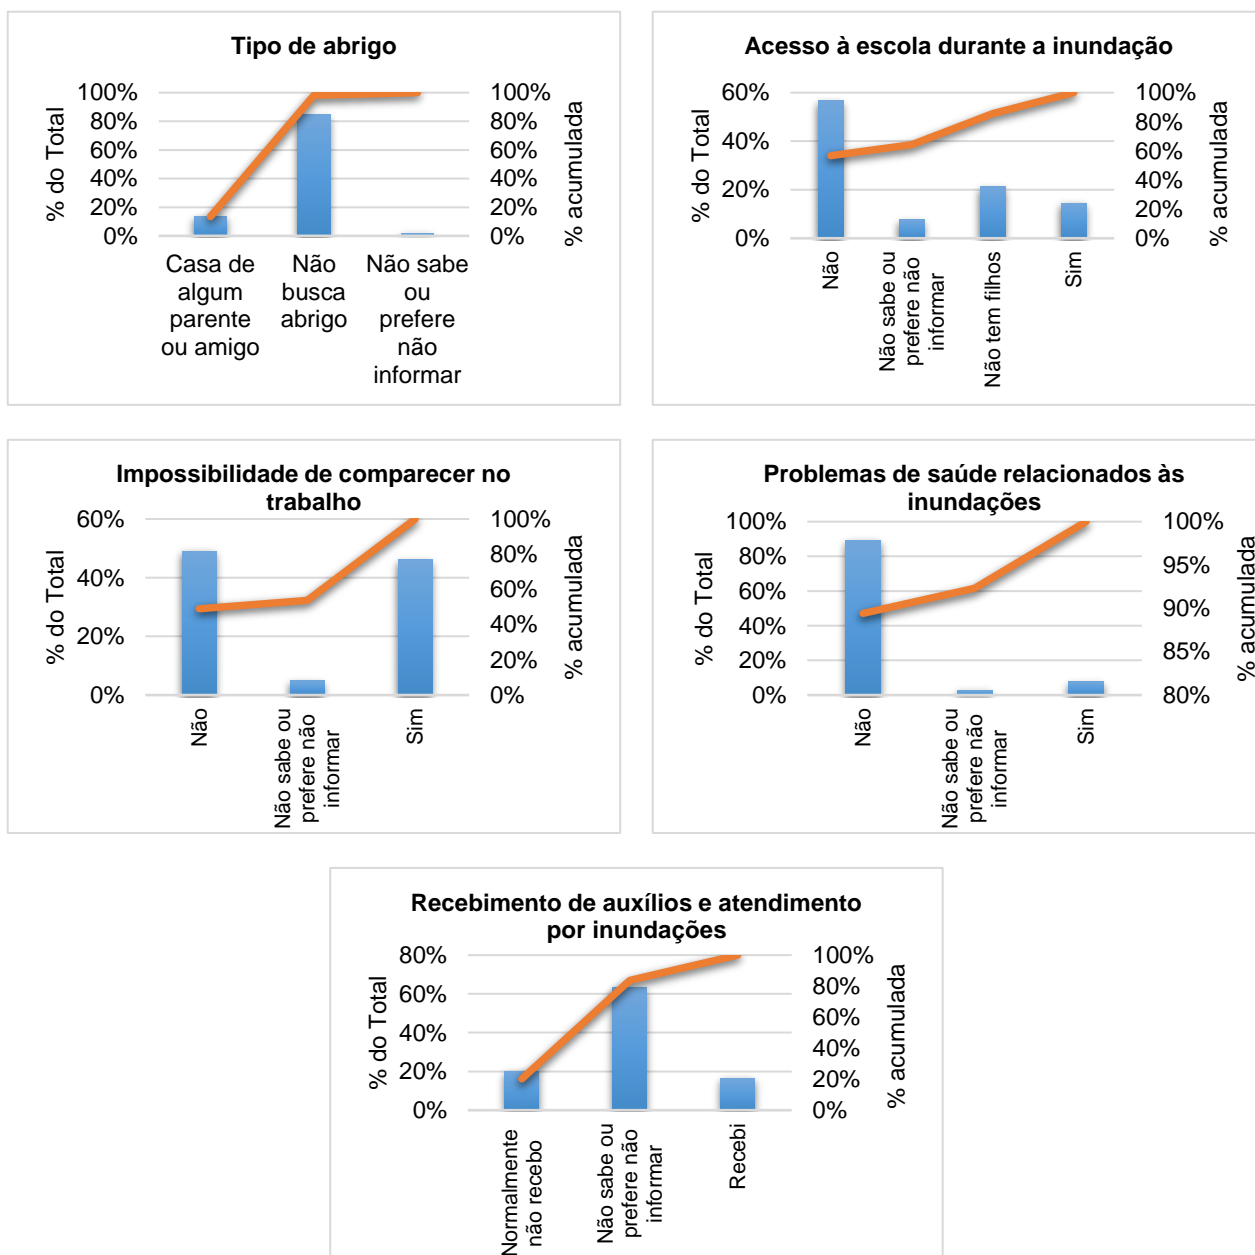 Tipo de abrigo
% do Total
100%
80%
60%
40%
20%
0%
100%
80%
60%
40%
20%
0%
% acumulada
Casa de
algum
parente
ou amigo
Não
busca
abrigo
Não sabe
ou
prefere
não
informar
Acesso à escola durante a inundação
% do Total
60%
40%
20%
0%
100%
80%
60%
40%
20%
0%
% acumulada
Não
Não sabe ou
prefere não
informar
Não tem filhos
Sim
Impossibilidade de comparecer no
trabalho
% do Total
60%
40%
20%
0%
100%
80%
60%
40%
20%
0%
% acumulada
Não
Não sabe ou
prefere não
informar
Sim
Problemas de saúde relacionados às
inundações
% do Total
100%
80%
60%
40%
20%
0%
100%
95%
90%
85%
80%
% acumulada
Não
Não sabe ou
prefere não
informar
Sim
Recebimento de auxílios e atendimento
por inundações
% do Total
80%
60%
40%
20%
0%
100%
80%
60%
40%
20%
0%
% acumulada
Normalmente
não recebo
Não sabe ou
prefere não
informar
Recebi